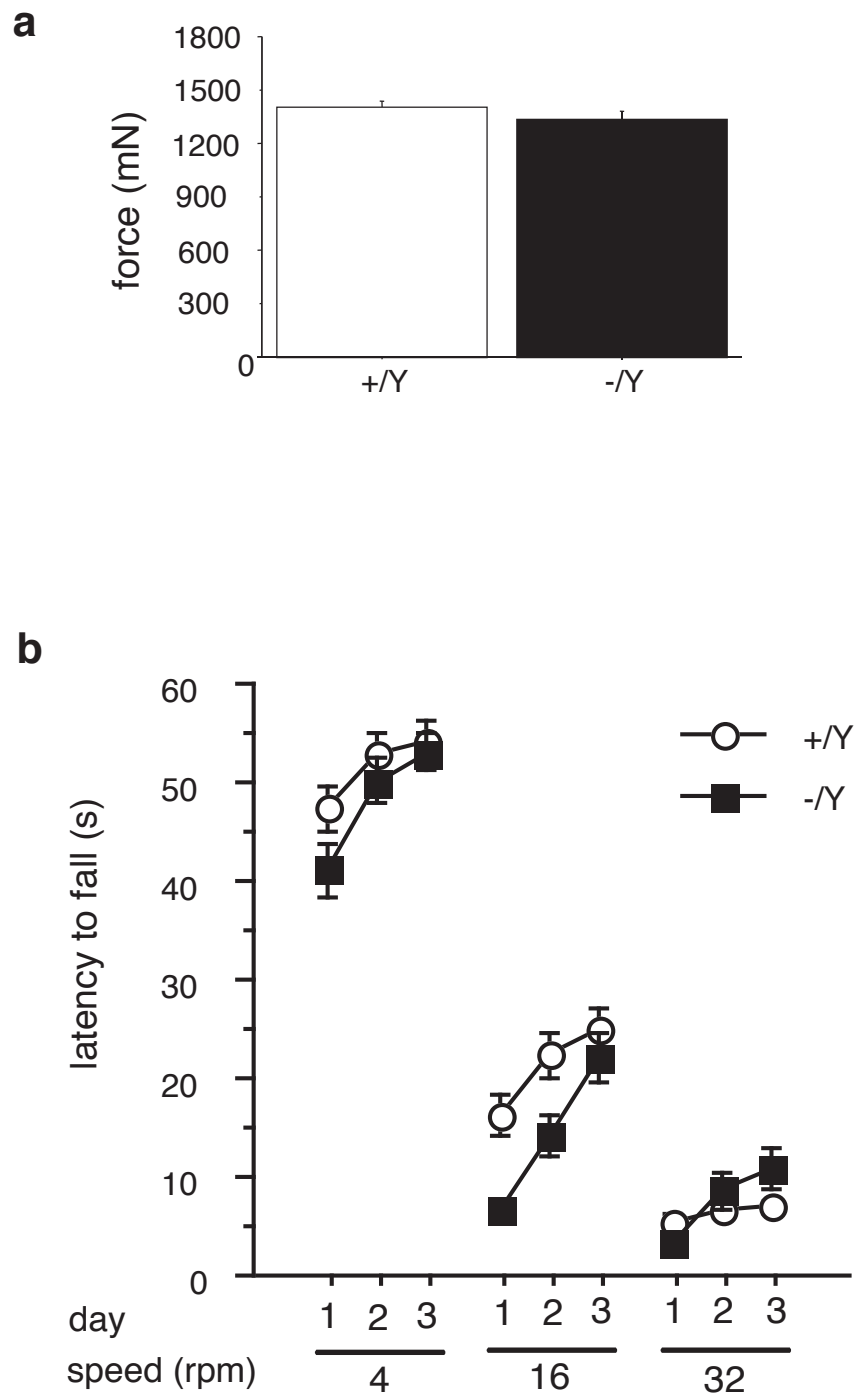 a
force (mN)
1800
1500
1200
900
600
300
0
+/Y
-/Y
b
latency to fall (s)
60
50
40
30
20
10
0
+/Y
-/Y
day 1 2 3 1 2 3 1 2 3
speed (rpm) 4 16 32